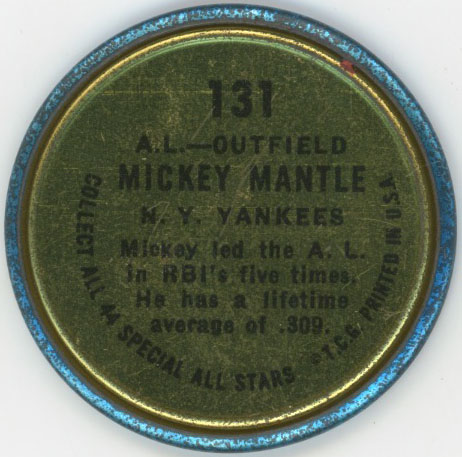 131
A.L.—OUTFIELD
MICKEY MANTLE
N. Y. YANKEES
Mickey led the A. L.
in RBI's five times.
He has a lifetime
average of .309.
COLLECT ALL 44 SPECIAL ALL STARS
©T.C.G. PRINTED IN U.S.A.